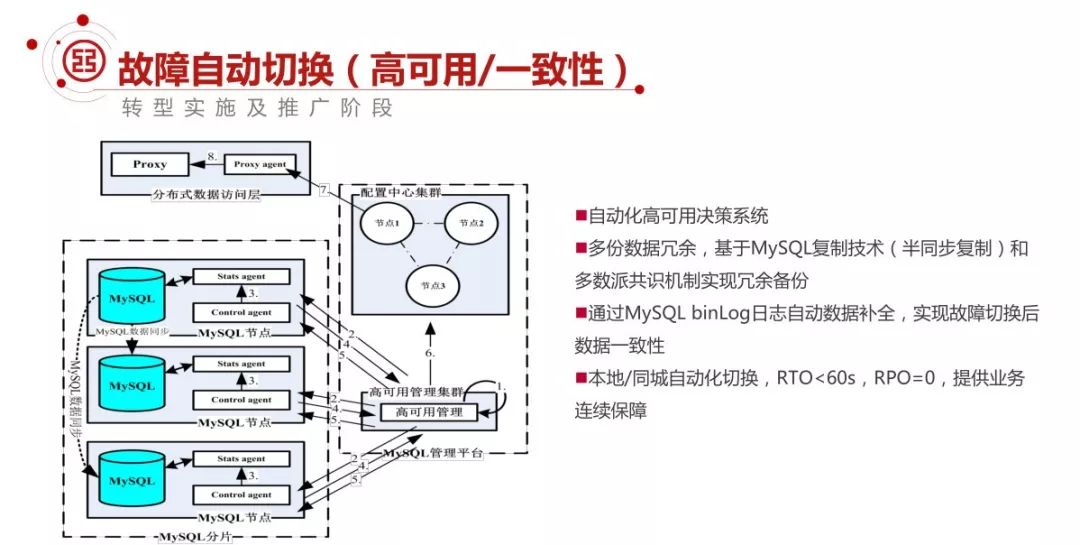 故障自动切换（高可用/一致性）
转型实施及推广阶段
Proxy
8.
Proxy agent
分布式数据访问层
7.
配置中心集群
节点1
节点2
节点3
■自动化高可用决策系统
■多份数据冗余，基于MySQL复制技术（半同步复制）和
多数派共识机制实现冗余备份
■通过MySQL binLog日志自动数据补全，实现故障切换后
数据一致性
■本地/同城自动化切换，RTO<60s，RPO=0，提供业务
连续保障
MySQL
Stats agent
3.
Control agent
MySQL节点
MySQL数据同步
MySQL数据同步
2.
4.
5.
6.
MySQL
Stats agent
3.
Control agent
MySQL节点
2.
4.
5.
高可用管理集群
1.
高可用管理
MySQL管理平台
MySQL
Stats agent
3.
Control agent
MySQL节点
2.
4.
5.
MySQL分片